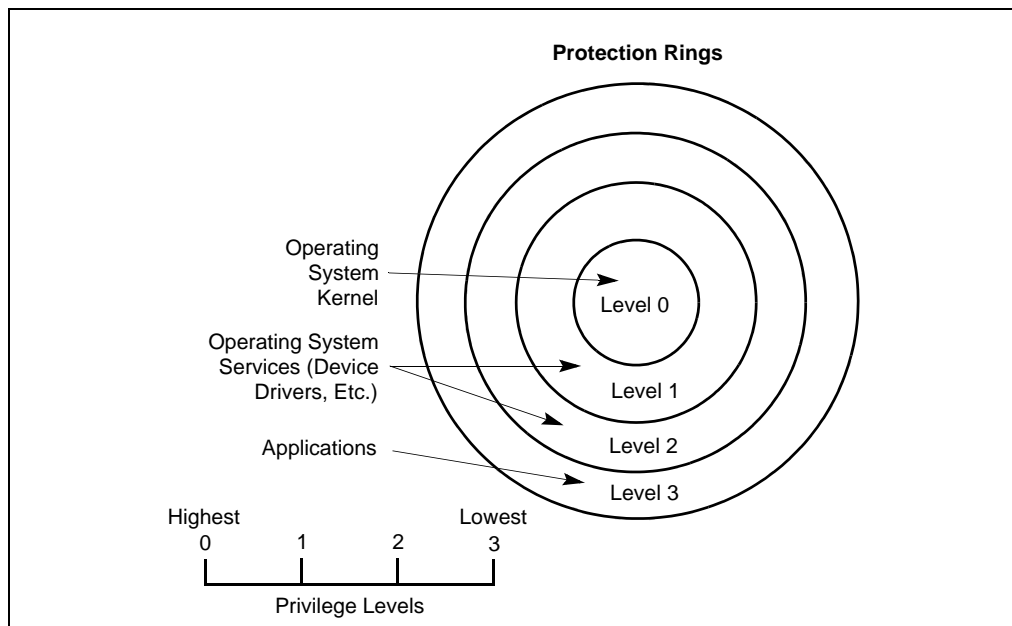 Protection Rings
Operating
System
Kernel
Level 0
Operating System
Services (Device
Drivers, Etc.)
Level 1
Level 2
Applications
Level 3
Highest
Lowest
0
1
2
3
Privilege Levels